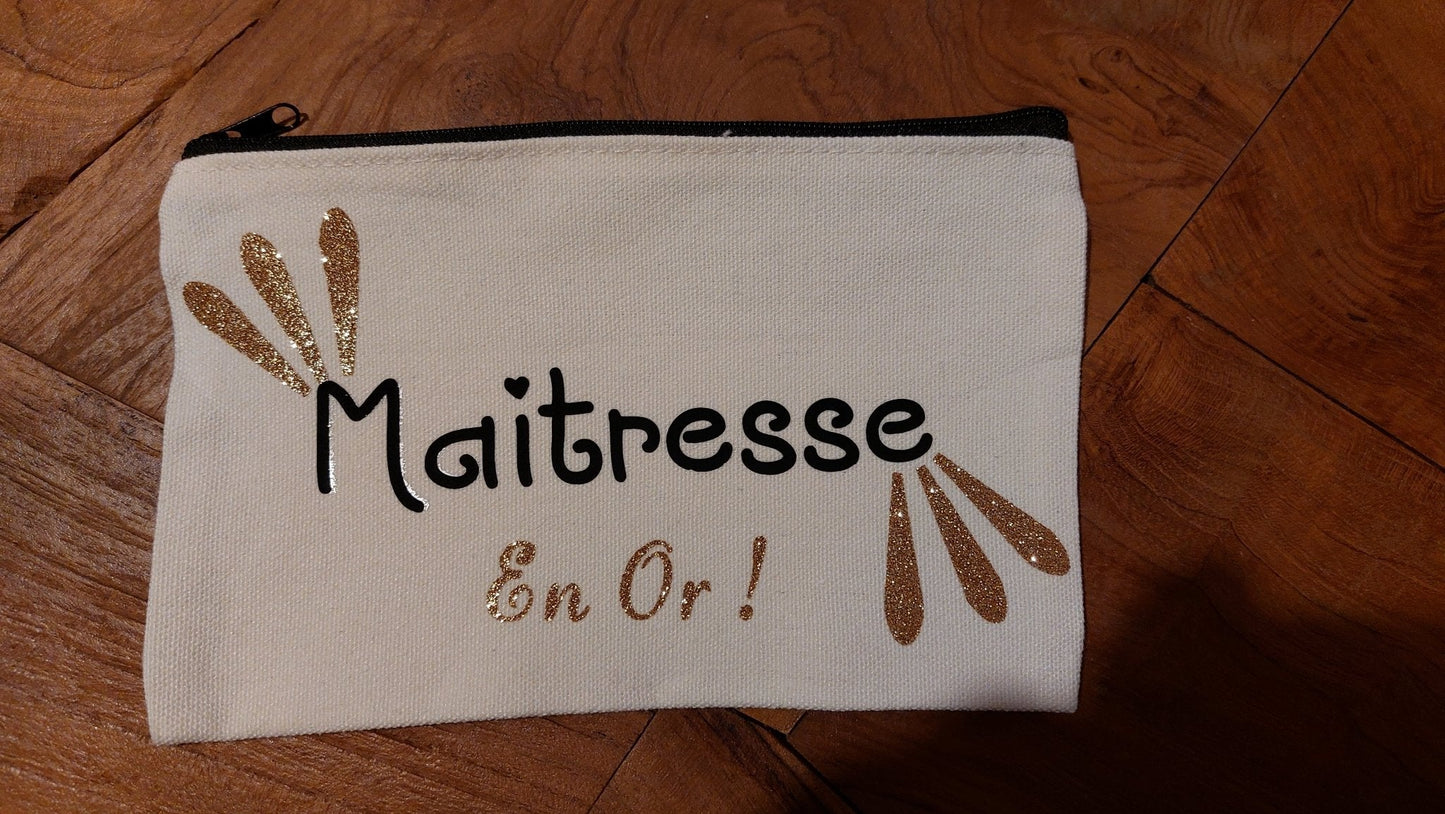 Maitresse
En Or !